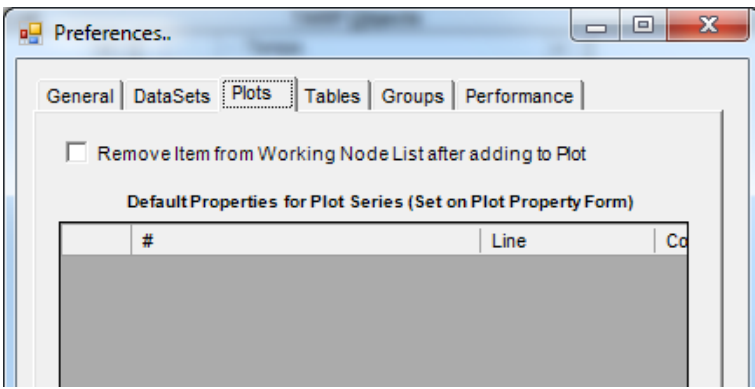 Preferences..
General DataSets Plots Tables Groups Performance
Remove Item from Working Node List after adding to Plot
Default Properties for Plot Series (Set on Plot Property Form)
# Line Co